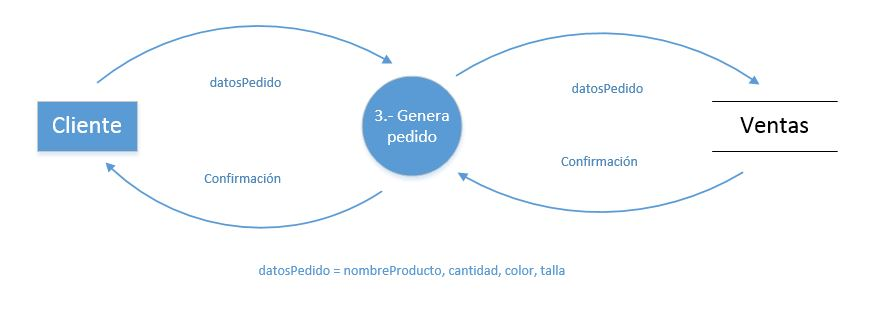 datosPedido
datosPedido
Cliente
3.- Genera
pedido
Ventas
Confirmación
Confirmación
datosPedido = nombreProducto, cantidad, color, talla